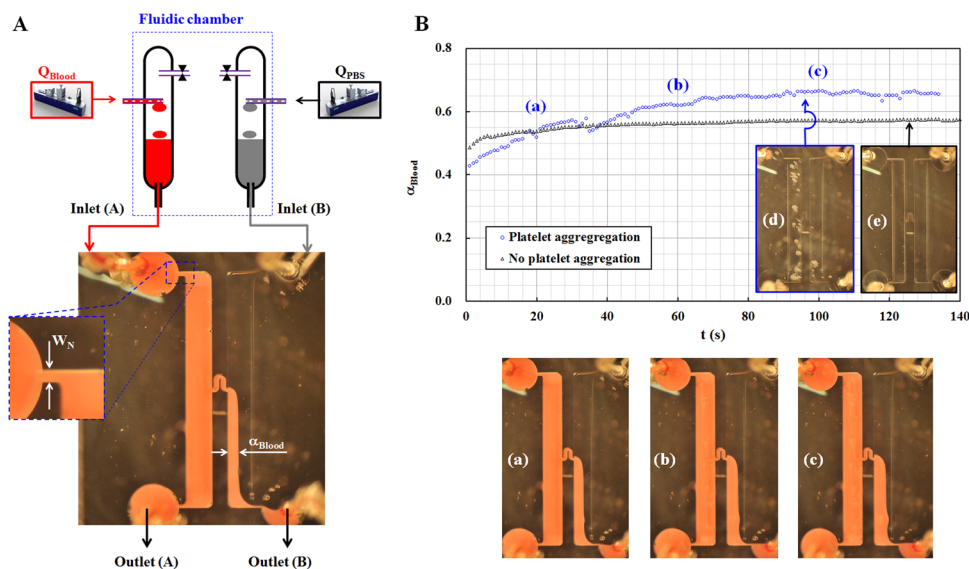 A
Fluidic chamber
Q_Blood
Q_PBS
Inlet (A)
Inlet (B)
W_N
α_Blood
Outlet (A)
Outlet (B)
B
0.8
0.6
0.4
0.2
0.0
α_Blood
(a)
(b)
(c)
Platelet aggregregation
No platelet aggregation
(d)
(e)
0
20
40
60
80
100
120
140
t (s)
(a)
(b)
(c)